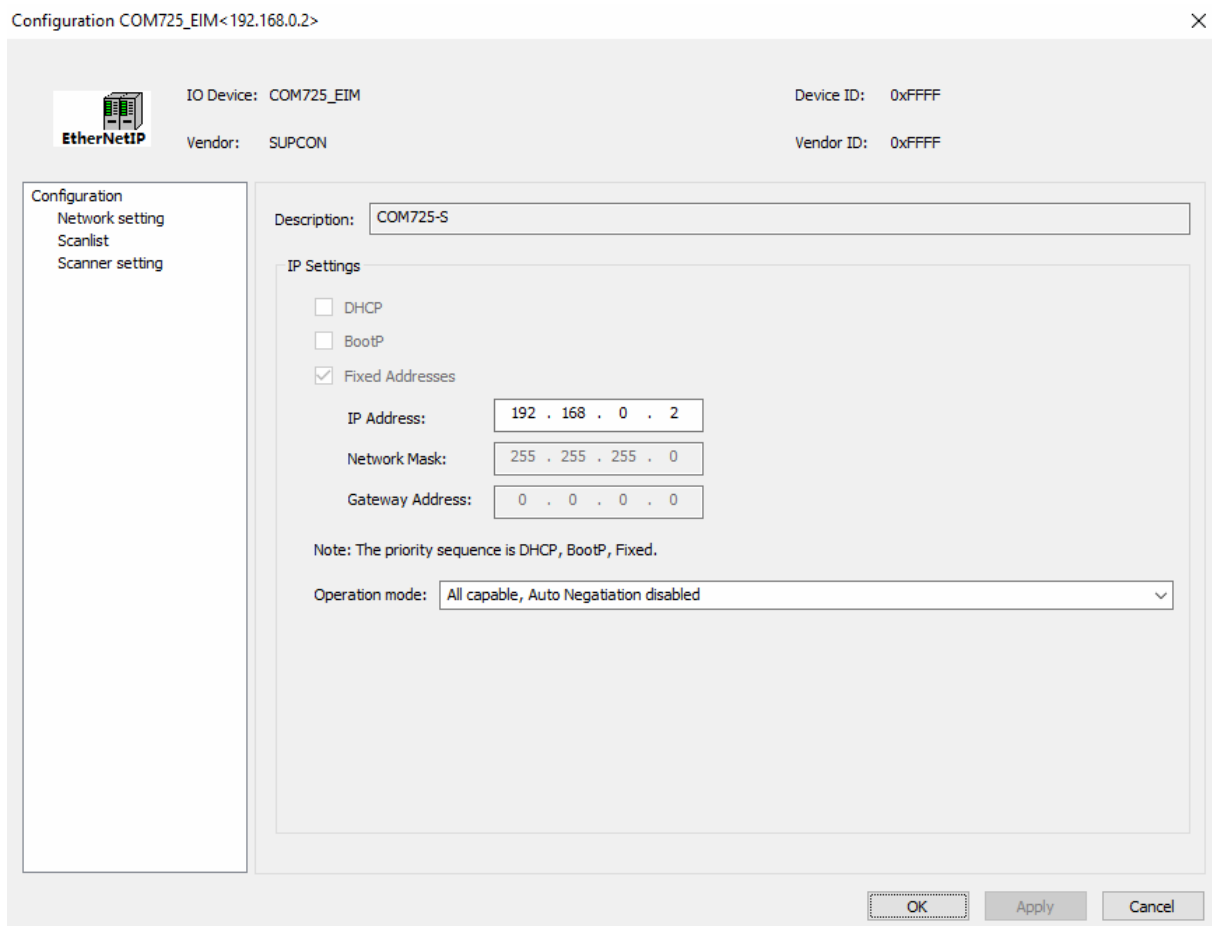 Configuration COM725_EIM<192.168.0.2>
IO Device: COM725_EIM Device ID: 0xFFFF
EtherNetIP
Vendor: SUPCON Vendor ID: 0xFFFF
Configuration
Network setting
Scanlist
Scanner setting
Description: COM725-S
IP Settings
DHCP
BootP
Fixed Addresses
IP Address: 192 . 168 . 0 . 2
Network Mask: 255 . 255 . 255 . 0
Gateway Address: 0 . 0 . 0 . 0
Note: The priority sequence is DHCP, BootP, Fixed.
Operation mode: All capable, Auto Negatiation disabled
OK Apply Cancel